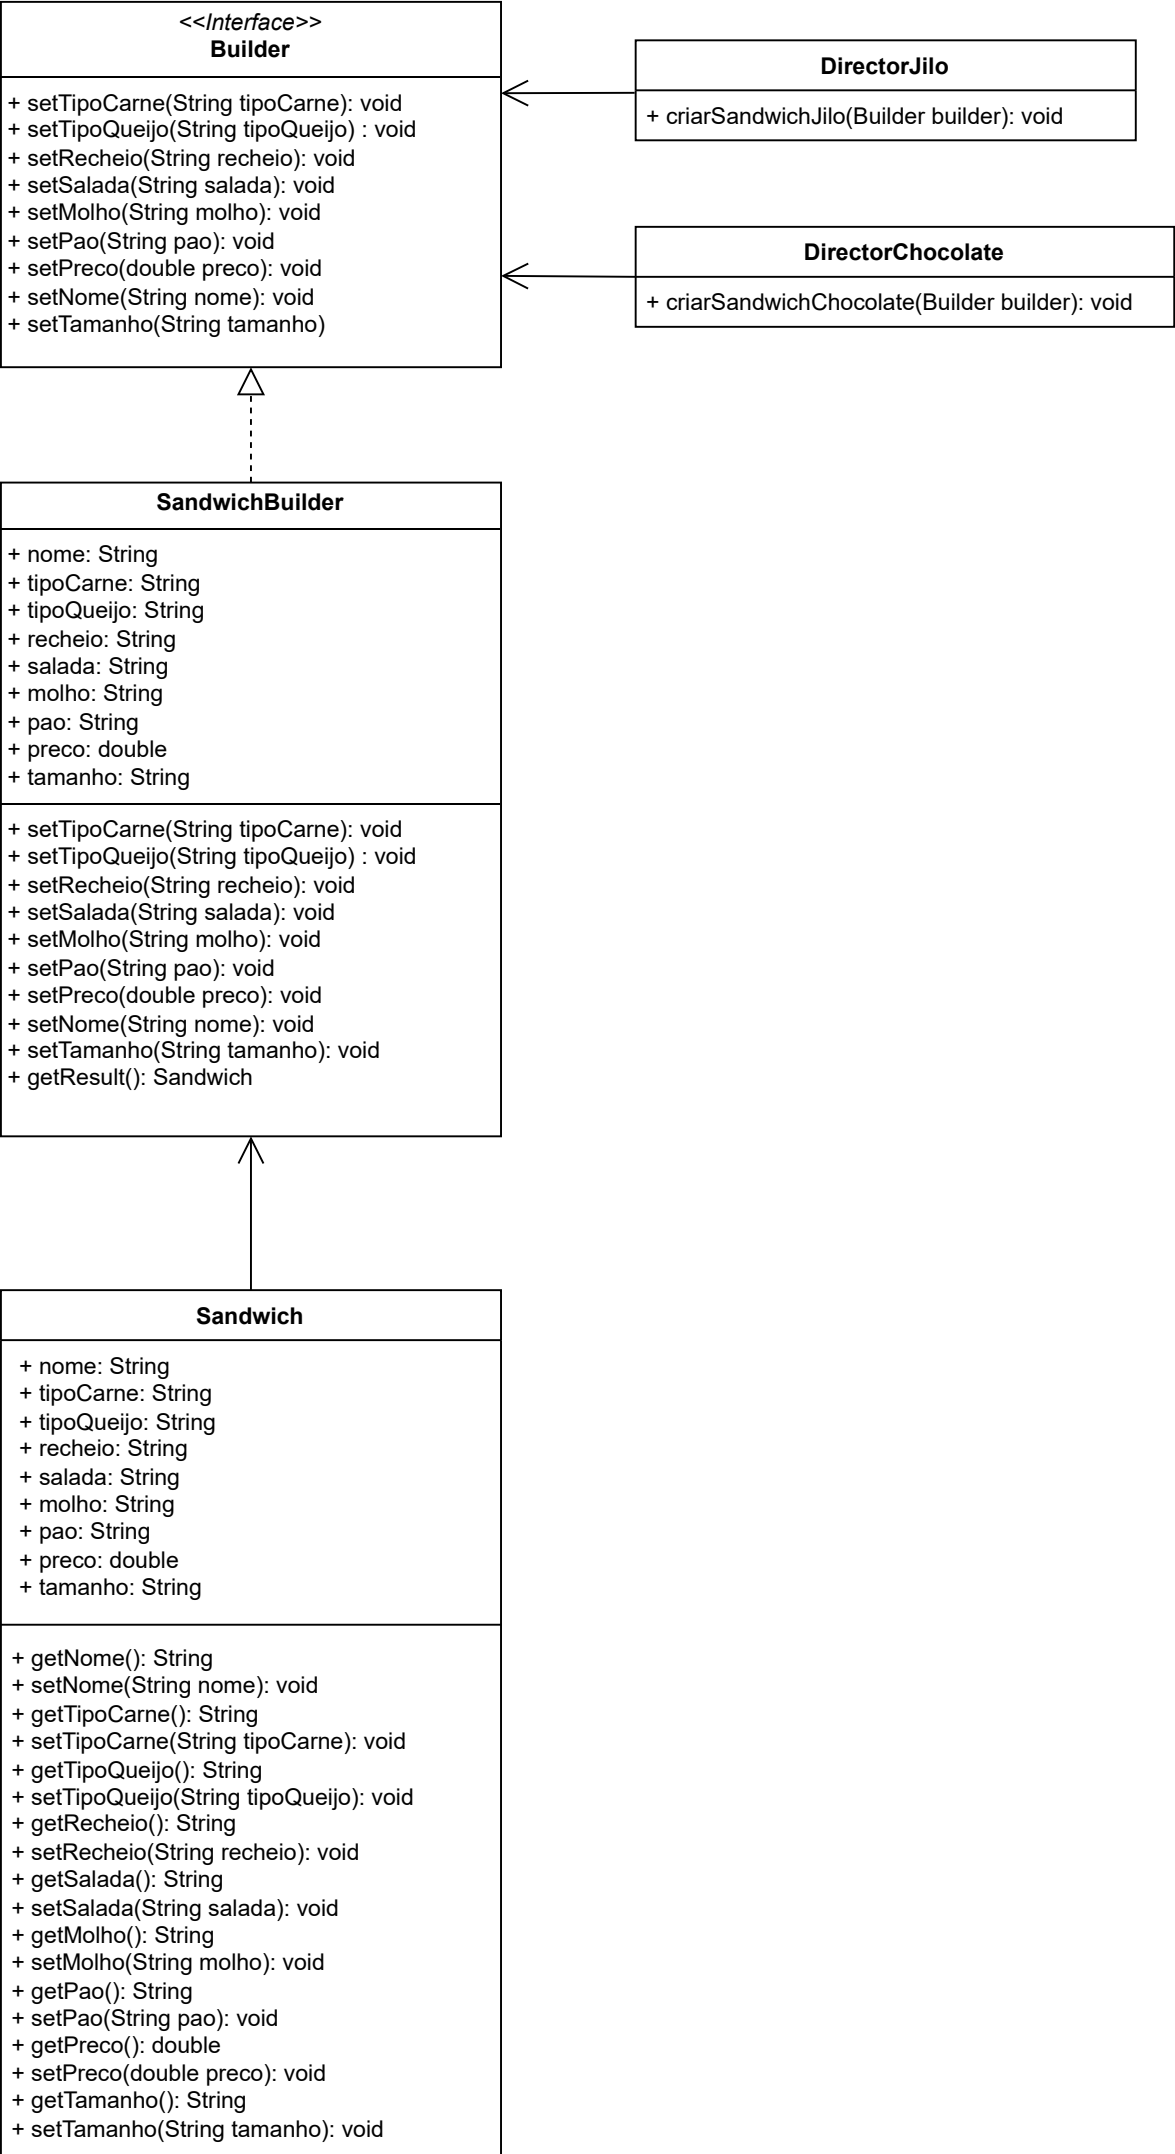 <<Interface>>
Builder
+ setTipoCarne(String tipoCarne): void
+ setTipoQueijo(String tipoQueijo) : void
+ setRecheio(String recheio): void
+ setSalada(String salada): void
+ setMolho(String molho): void
+ setPao(String pao): void
+ setPreco(double preco): void
+ setNome(String nome): void
+ setTamanho(String tamanho)
DirectorJilo
+ criarSandwichJilo(Builder builder): void
DirectorChocolate
+ criarSandwichChocolate(Builder builder): void
SandwichBuilder
+ nome: String
+ tipoCarne: String
+ tipoQueijo: String
+ recheio: String
+ salada: String
+ molho: String
+ pao: String
+ preco: double
+ tamanho: String
+ setTipoCarne(String tipoCarne): void
+ setTipoQueijo(String tipoQueijo) : void
+ setRecheio(String recheio): void
+ setSalada(String salada): void
+ setMolho(String molho): void
+ setPao(String pao): void
+ setPreco(double preco): void
+ setNome(String nome): void
+ setTamanho(String tamanho): void
+ getResult(): Sandwich
Sandwich
+ nome: String
+ tipoCarne: String
+ tipoQueijo: String
+ recheio: String
+ salada: String
+ molho: String
+ pao: String
+ preco: double
+ tamanho: String
+ getNome(): String
+ setNome(String nome): void
+ getTipoCarne(): String
+ setTipoCarne(String tipoCarne): void
+ getTipoQueijo(): String
+ setTipoQueijo(String tipoQueijo): void
+ getRecheio(): String
+ setRecheio(String recheio): void
+ getSalada(): String
+ setSalada(String salada): void
+ getMolho(): String
+ setMolho(String molho): void
+ getPao(): String
+ setPao(String pao): void
+ getPreco(): double
+ setPreco(double preco): void
+ getTamanho(): String
+ setTamanho(String tamanho): void